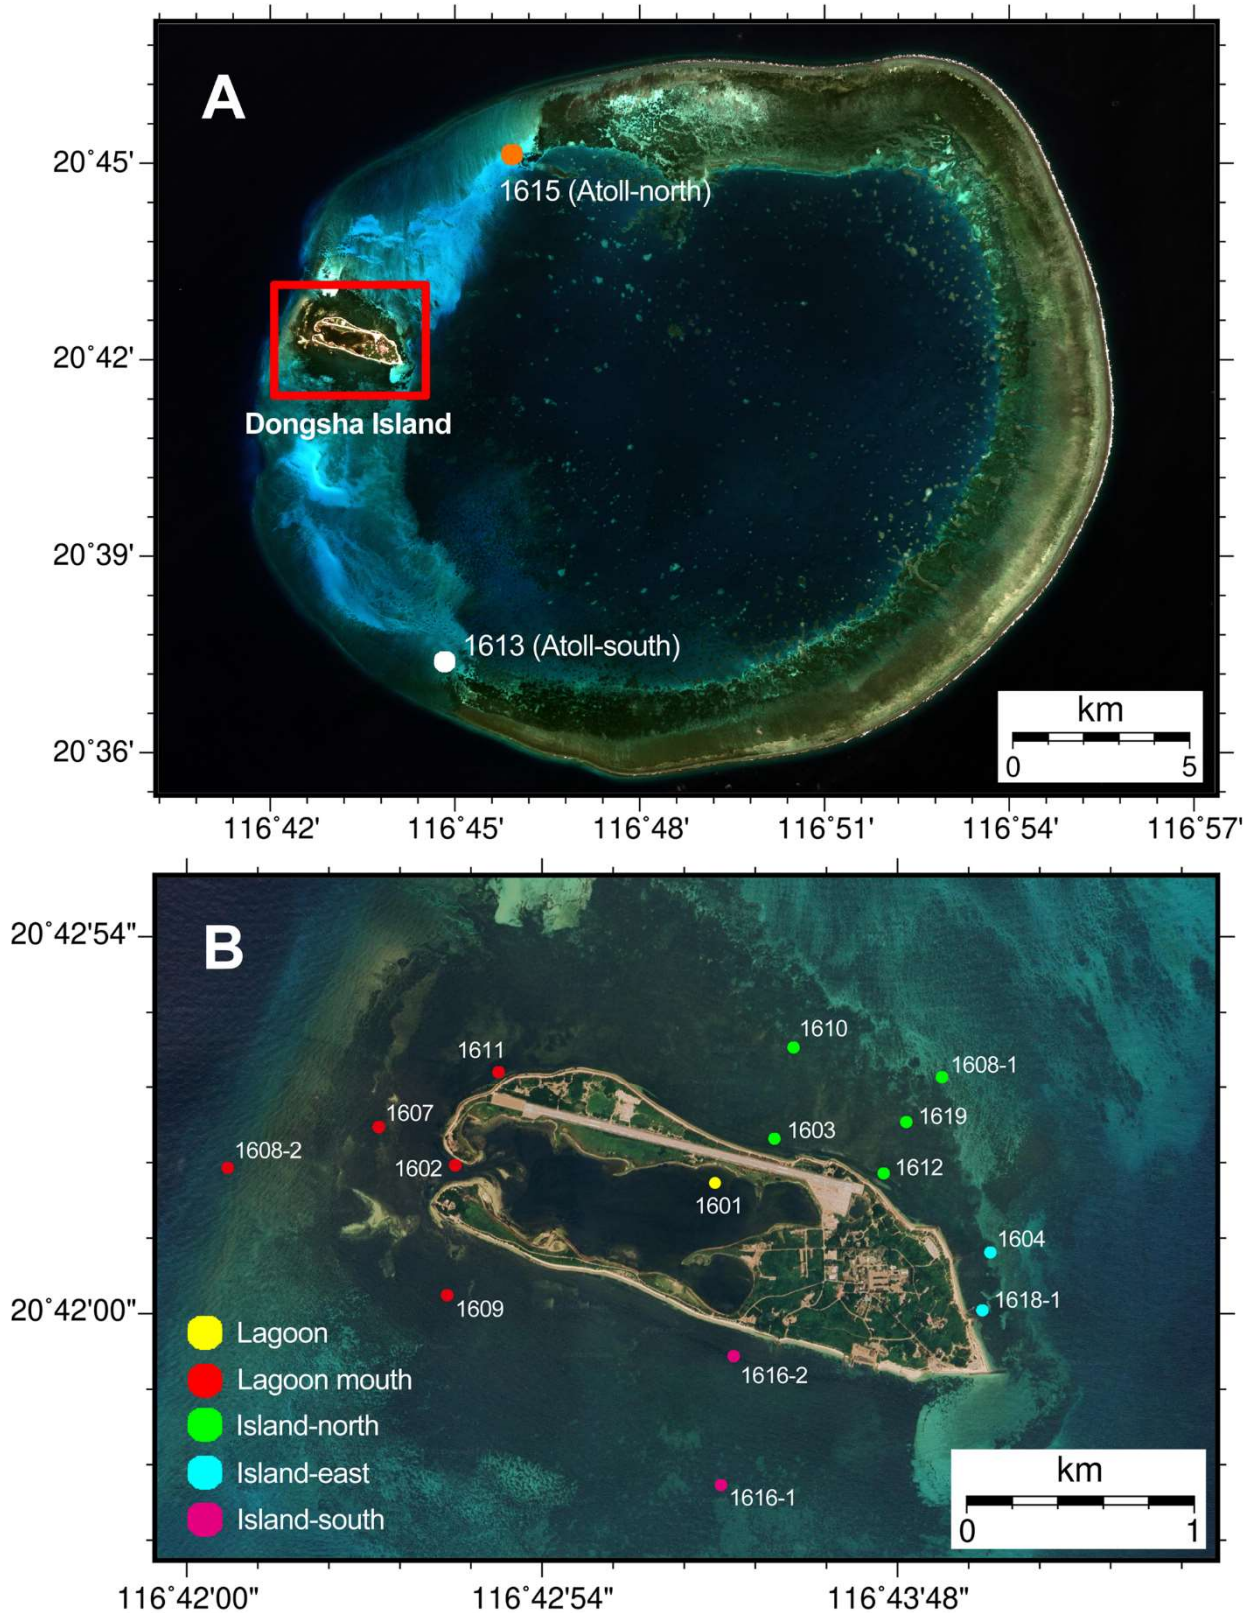 A
20˚45'
1615 (Atoll-north)
20˚42'
Dongsha Island
20˚39'
1613 (Atoll-south)
km
0 5
20˚36'
116˚42' 116˚45' 116˚48' 116˚51' 116˚54' 116˚57'
20˚42'54"
B
1610
1611
1608-1
1607
1619
1603
1608-2
1602
1612
1601
1604
1618-1
20˚42'00"
1609
Lagoon
1616-2
Lagoon mouth
Island-north
km
Island-east
1616-1
Island-south
0 1
116˚42'00" 116˚42'54" 116˚43'48"